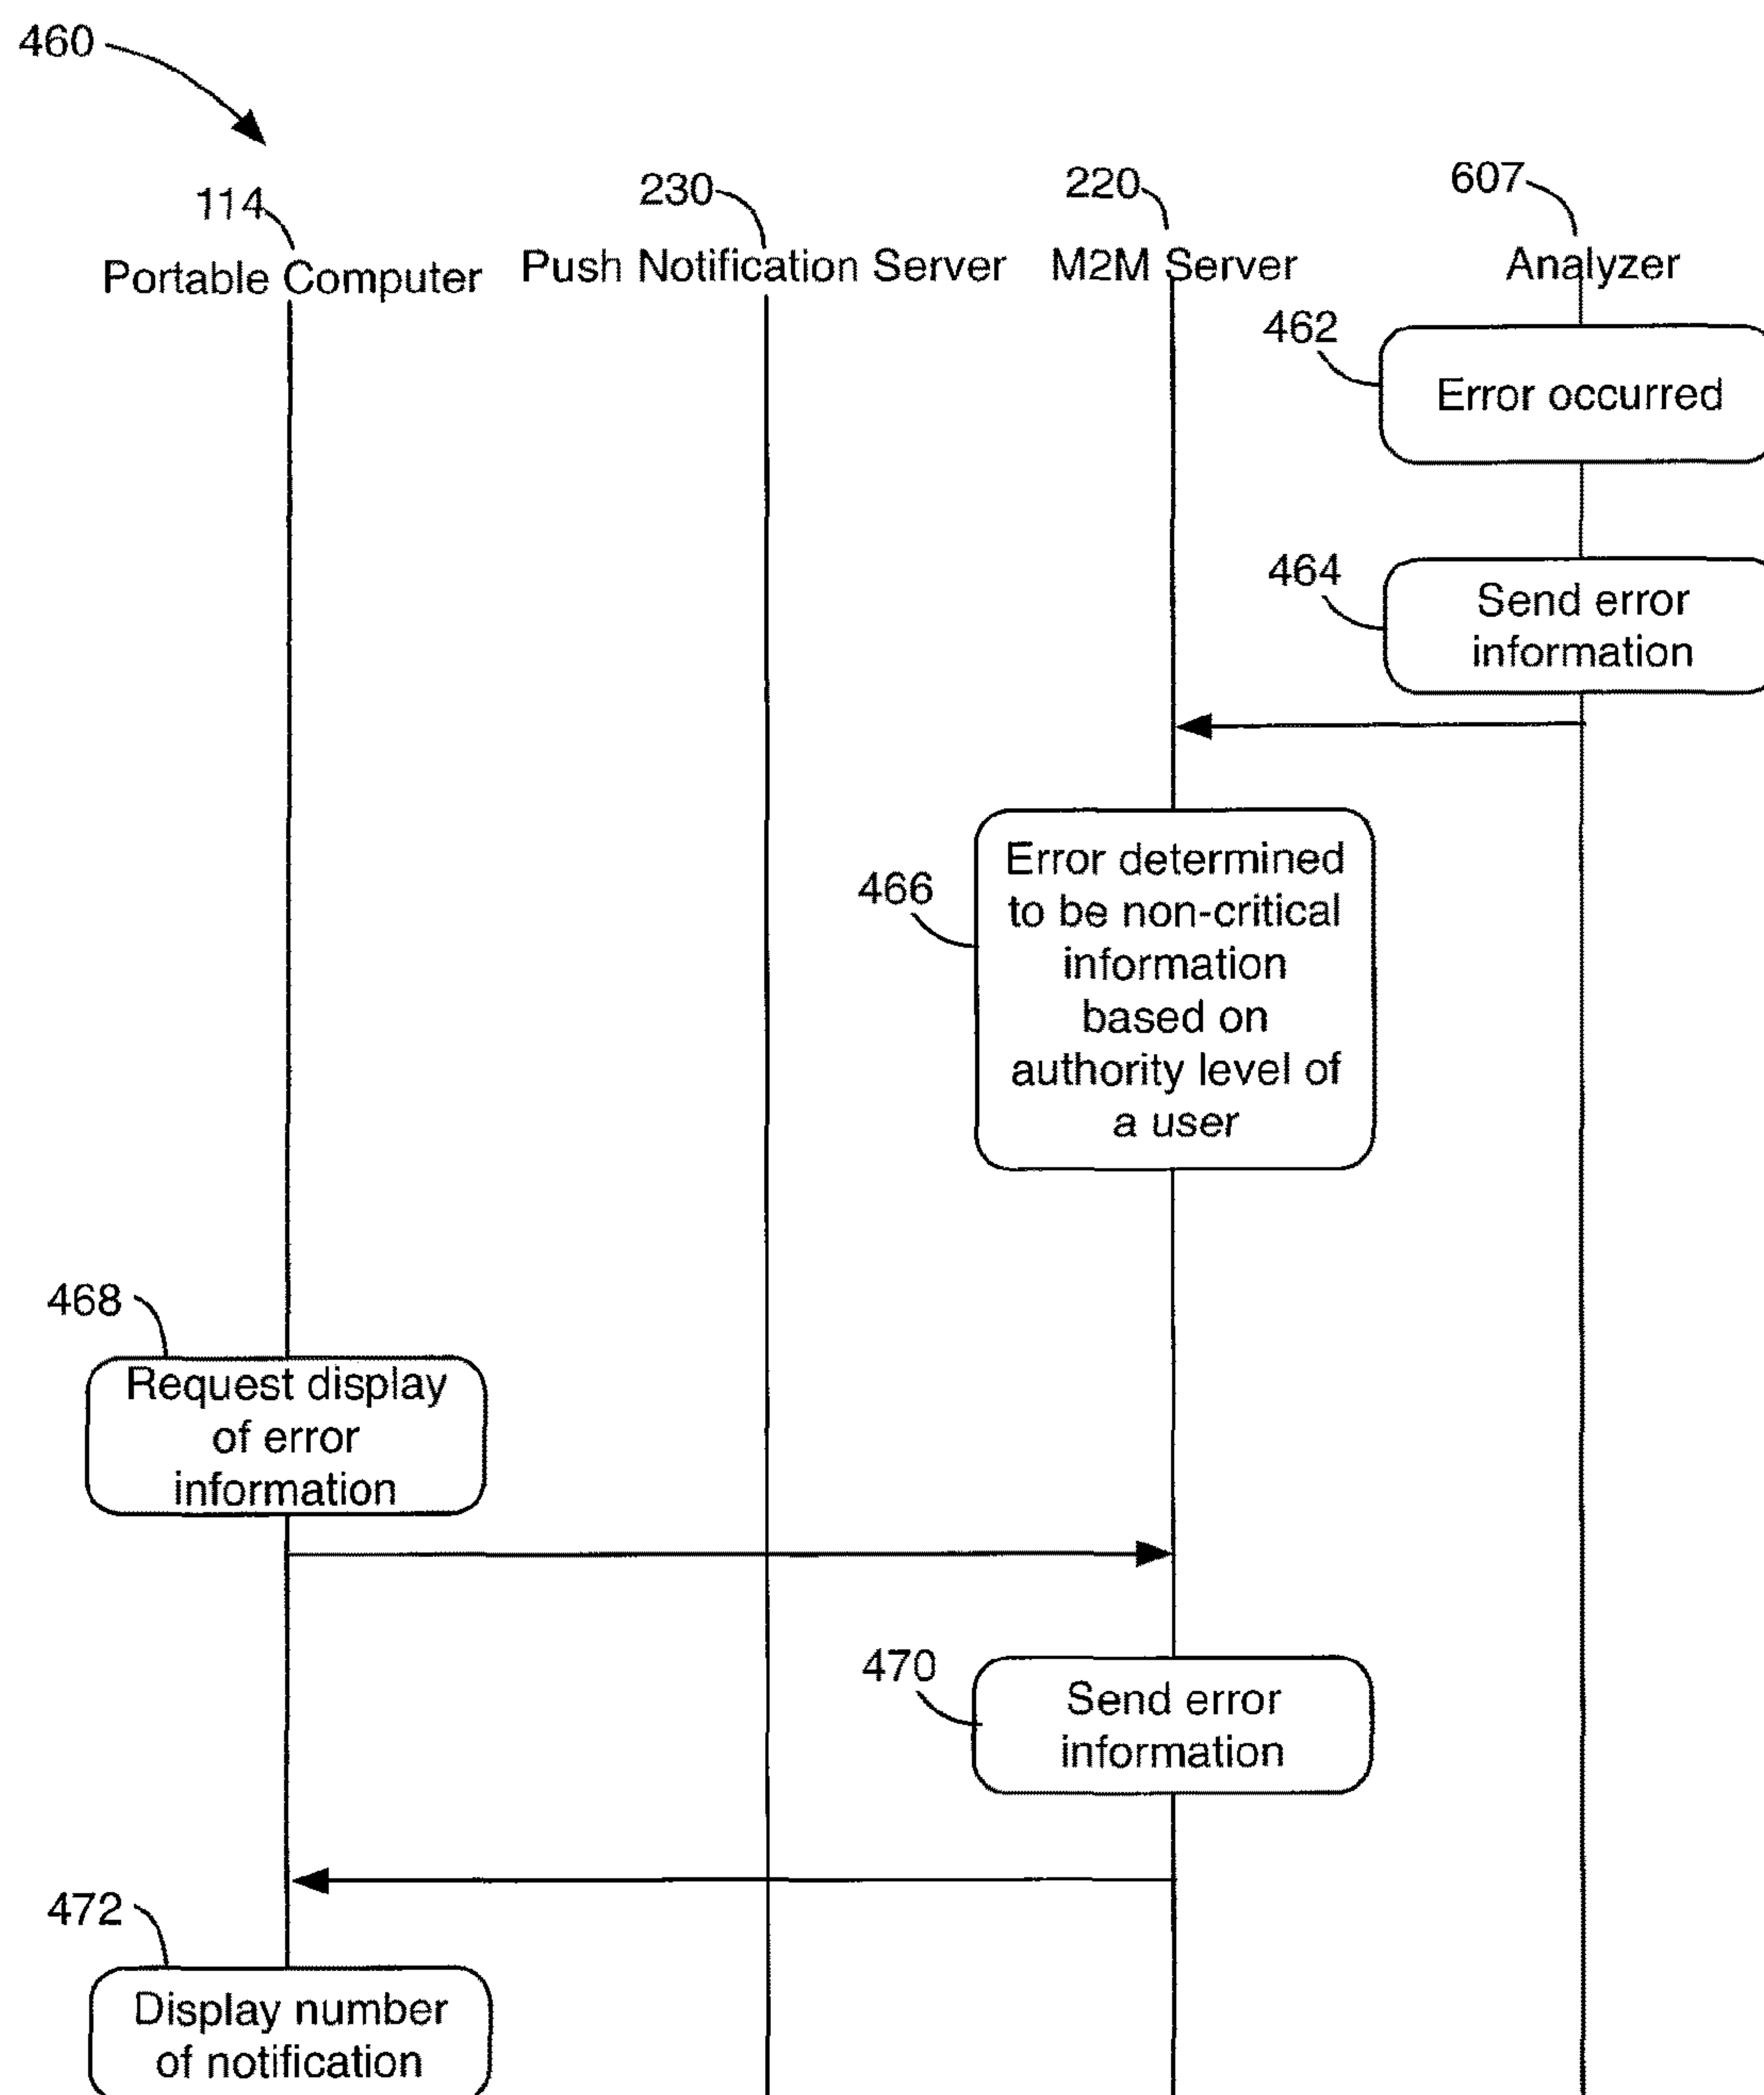 460
114
230
220
607
Portable Computer
Push Notification Server
M2M Server
Analyzer
462
Error occurred
464
Send error
information
466
Error determined
to be non-critical
information
based on
authority level of
a user
468
Request display
of error
information
470
Send error
information
472
Display number
of notification